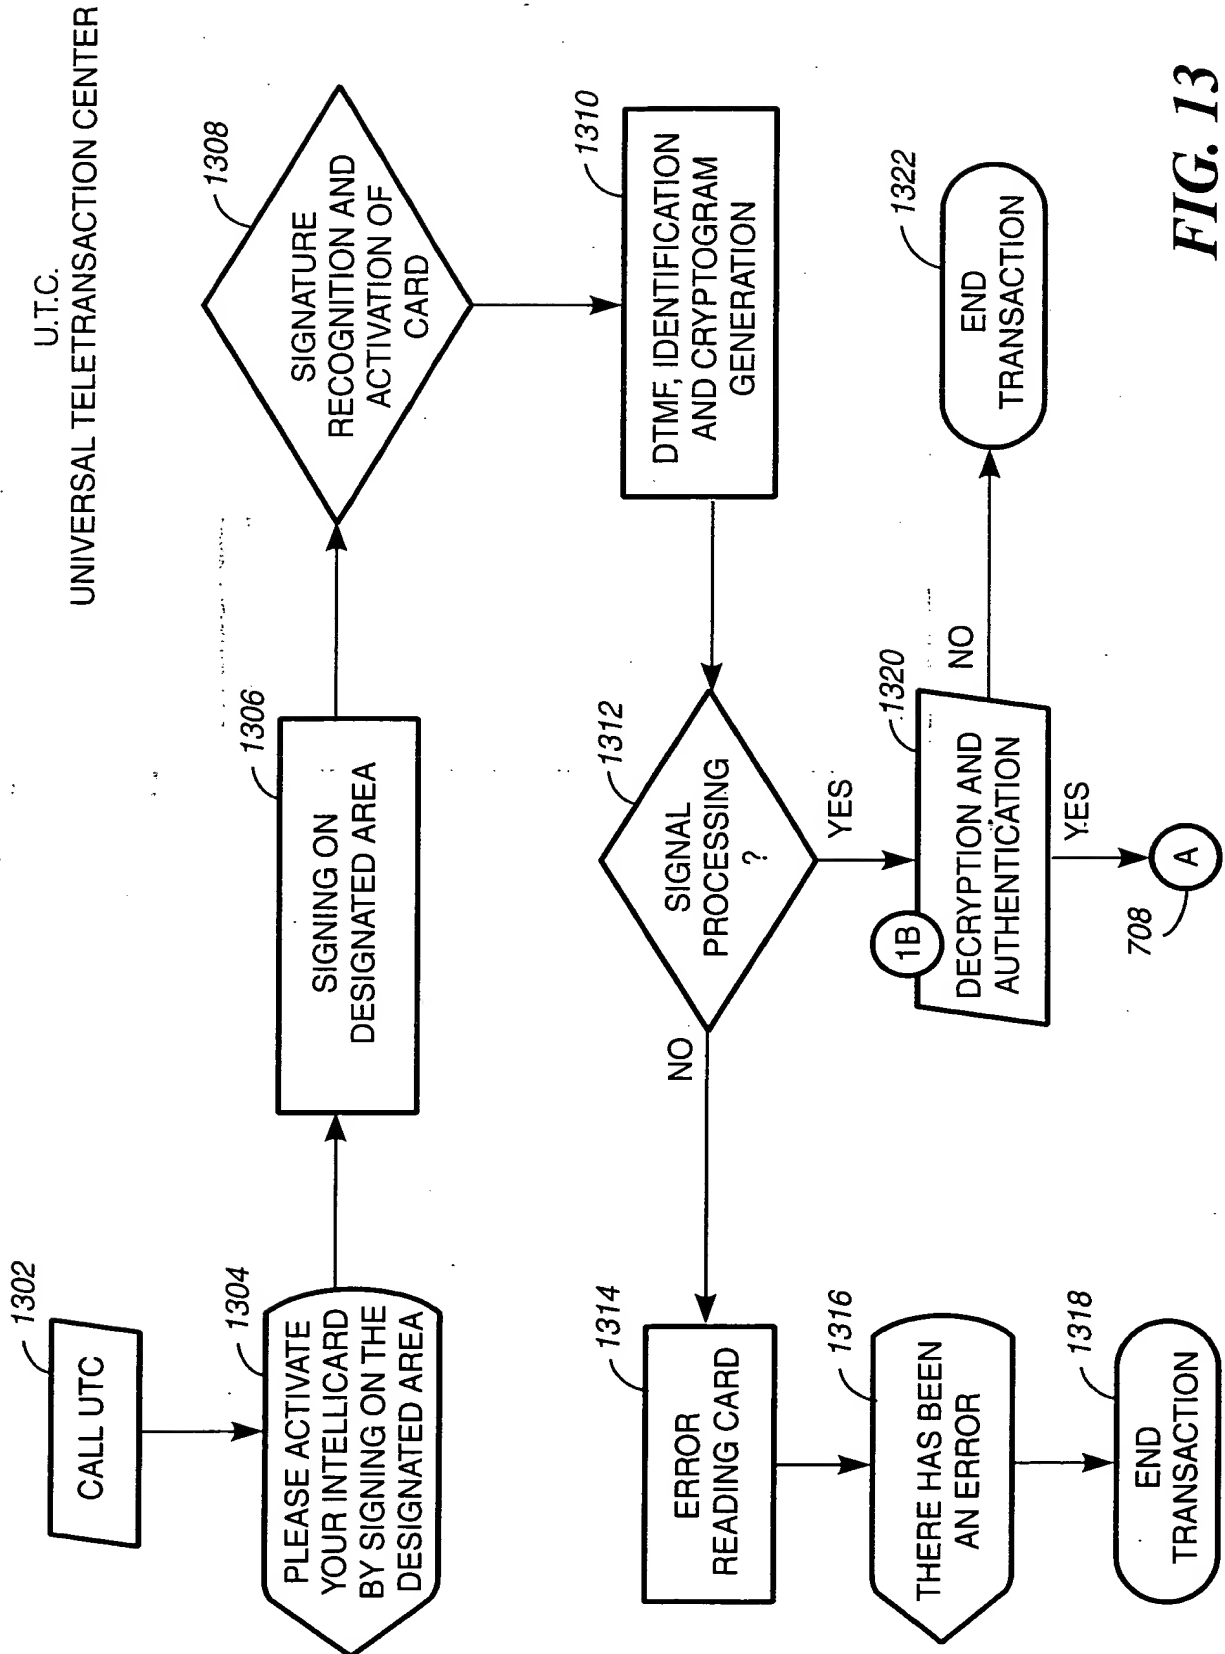 U.T.C.
UNIVERSAL TELETRANSACTION CENTER
1302
CALL UTC
1304
PLEASE ACTIVATE
YOUR INTELLICARD
BY SIGNING ON THE
DESIGNATED AREA
1306
SIGNING ON
DESIGNATED AREA
1308
SIGNATURE
RECOGNITION AND
ACTIVATION OF
CARD
1310
DTMF, IDENTIFICATION
AND CRYPTOGRAM
GENERATION
1312
SIGNAL
PROCESSING
?
NO
YES
1314
ERROR
READING CARD
1316
THERE HAS BEEN
AN ERROR
1318
END
TRANSACTION
1320
1B
DECRYPTION AND
AUTHENTICATION
NO
YES
1322
END
TRANSACTION
A
708
FIG. 13